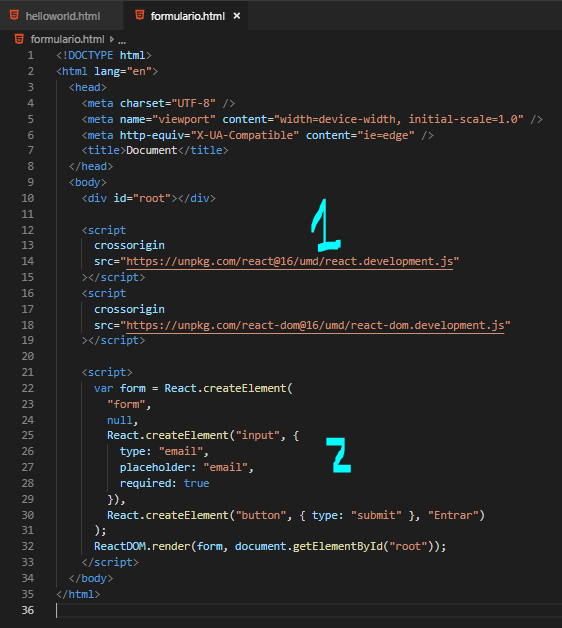 helloworld.html formulario.html ×
formulario.html ▷ ...
1 <!DOCTYPE html>
2 <html lang="en">
3 <head>
4 <meta charset="UTF-8" />
5 <meta name="viewport" content="width=device-width, initial-scale=1.0" />
6 <meta http-equiv="X-UA-Compatible" content="ie=edge" />
7 <title>Document</title>
8 </head>
9 <body>
10 <div id="root"></div>
11
12 <script
1
13 crossorigin
14 src="https://unpkg.com/react@16/umd/react.development.js"
15 ></script>
16 <script
17 crossorigin
18 src="https://unpkg.com/react-dom@16/umd/react-dom.development.js"
19 ></script>
20
21 <script>
22 var form = React.createElement(
23 "form",
24 null,
25 React.createElement("input", {
26 type: "email",
2
27 placeholder: "email",
28 required: true
29 }),
30 React.createElement("button", { type: "submit" }, "Entrar")
31 );
32 ReactDOM.render(form, document.getElementById("root"));
33 </script>
34 </body>
35 </html>
36